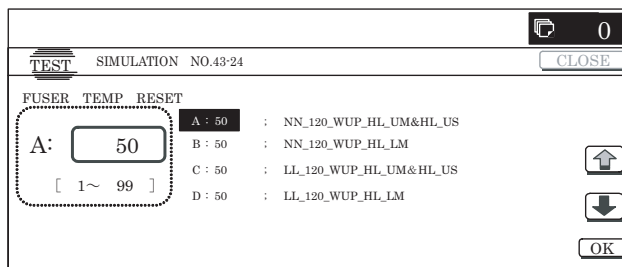 0
TEST SIMULATION NO.43-24 CLOSE
FUSER TEMP RESET
A: 50
[ 1～ 99 ]
A : 50 ; NN_120_WUP_HL_UM&HL_US
B : 50 ; NN_120_WUP_HL_LM
C : 50 ; LL_120_WUP_HL_UM&HL_US
D : 50 ; LL_120_WUP_HL_LM
OK